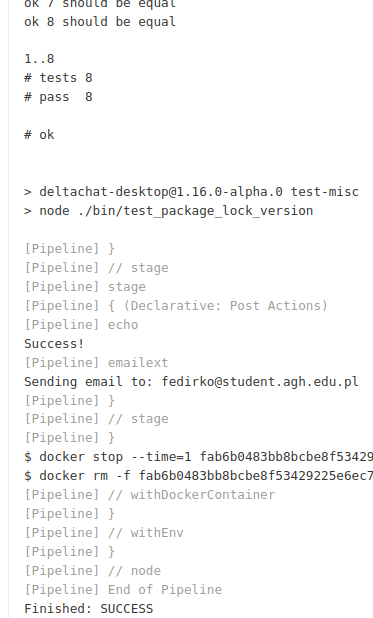 ok 7 should be equal
ok 8 should be equal
1..8
# tests 8
# pass  8
# ok
> deltachat-desktop@1.16.0-alpha.0 test-misc
> node ./bin/test_package_lock_version
[Pipeline] }
[Pipeline] // stage
[Pipeline] stage
[Pipeline] { (Declarative: Post Actions)
[Pipeline] echo
Success!
[Pipeline] emailext
Sending email to: fedirko@student.agh.edu.pl
[Pipeline] }
[Pipeline] // stage
[Pipeline] }
$ docker stop --time=1 fab6b0483bb8bcbe8f53429
$ docker rm -f fab6b0483bb8bcbe8f53429225e6ec7
[Pipeline] // withDockerContainer
[Pipeline] }
[Pipeline] // withEnv
[Pipeline] }
[Pipeline] // node
[Pipeline] End of Pipeline
Finished: SUCCESS